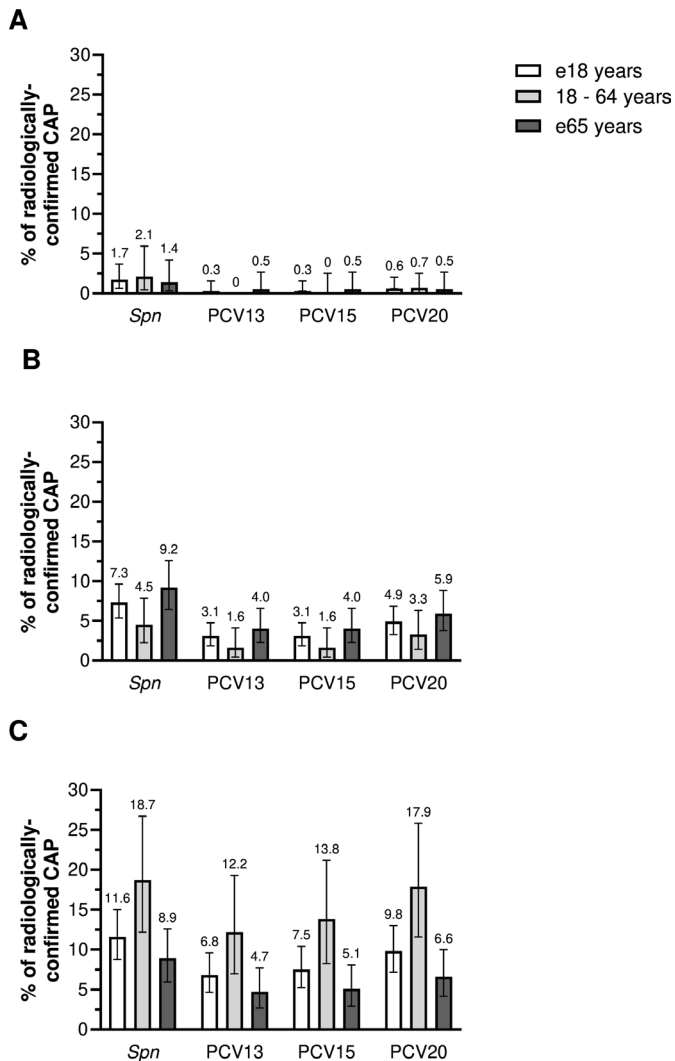 A
% of radiologically-
confirmed CAP
30
25
20
15
10
5
0
1.7
2.1
1.4
0.3
0
0.5
0.3
0
0.5
0.6
0.7
0.5
Spn
PCV13
PCV15
PCV20
e18 years
18 - 64 years
e65 years
B
% of radiologically-
confirmed CAP
30
25
20
15
10
5
0
7.3
4.5
9.2
3.1
1.6
4.0
3.1
1.6
4.0
4.9
3.3
5.9
Spn
PCV13
PCV15
PCV20
C
% of radiologically-
confirmed CAP
30
25
20
15
10
5
0
11.6
18.7
8.9
6.8
12.2
4.7
7.5
13.8
5.1
9.8
17.9
6.6
Spn
PCV13
PCV15
PCV20